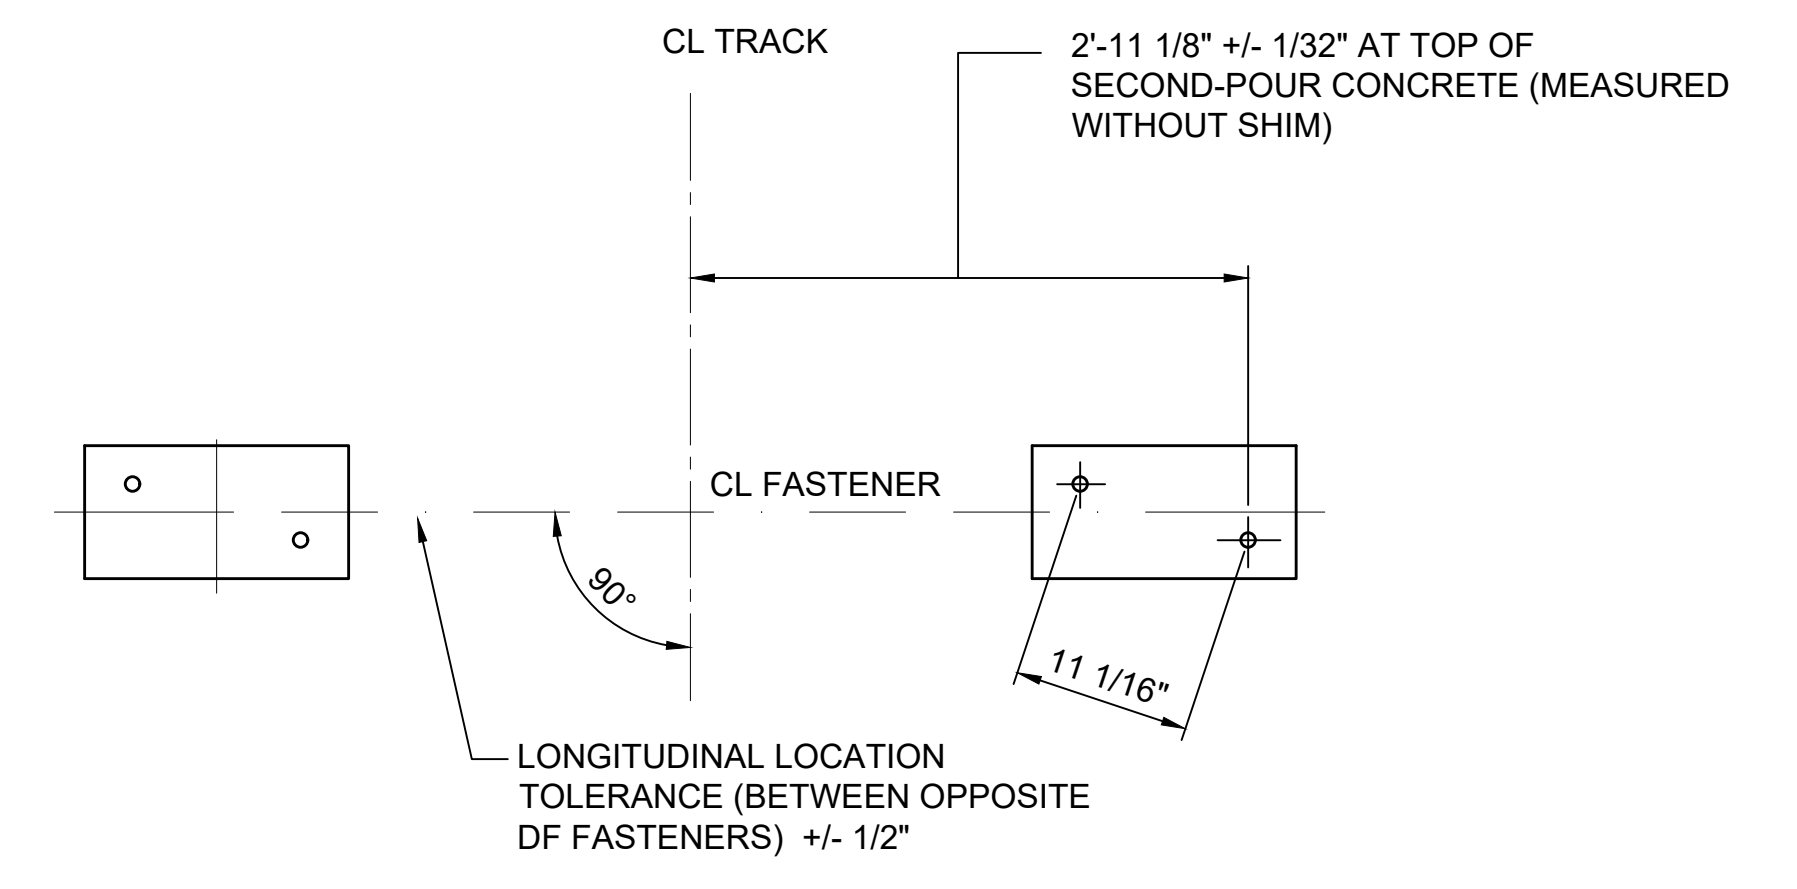 CL TRACK
2'-11 1/8" +/- 1/32" AT TOP OF
SECOND-POUR CONCRETE (MEASURED
WITHOUT SHIM)
CL FASTENER
90°
11 1/16"
LONGITUDINAL LOCATION
TOLERANCE (BETWEEN OPPOSITE
DF FASTENERS) +/- 1/2"